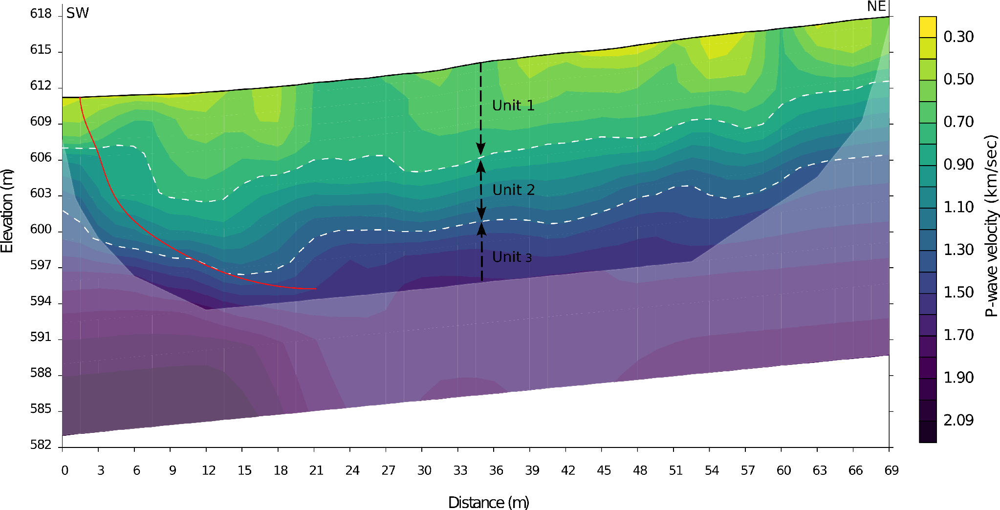 SW
NE
618
615
612
609
606
603
600
597
594
591
588
585
582
Elevation (m)
Unit 1
Unit 2
Unit 3
0 3 6 9 12 15 18 21 24 27 30 33 36 39 42 45 48 51 54 57 60 63 66 69
Distance (m)
0.30
0.50
0.70
0.90
1.10
1.30
1.50
1.70
1.90
2.09
P-wave velocity (km/sec)